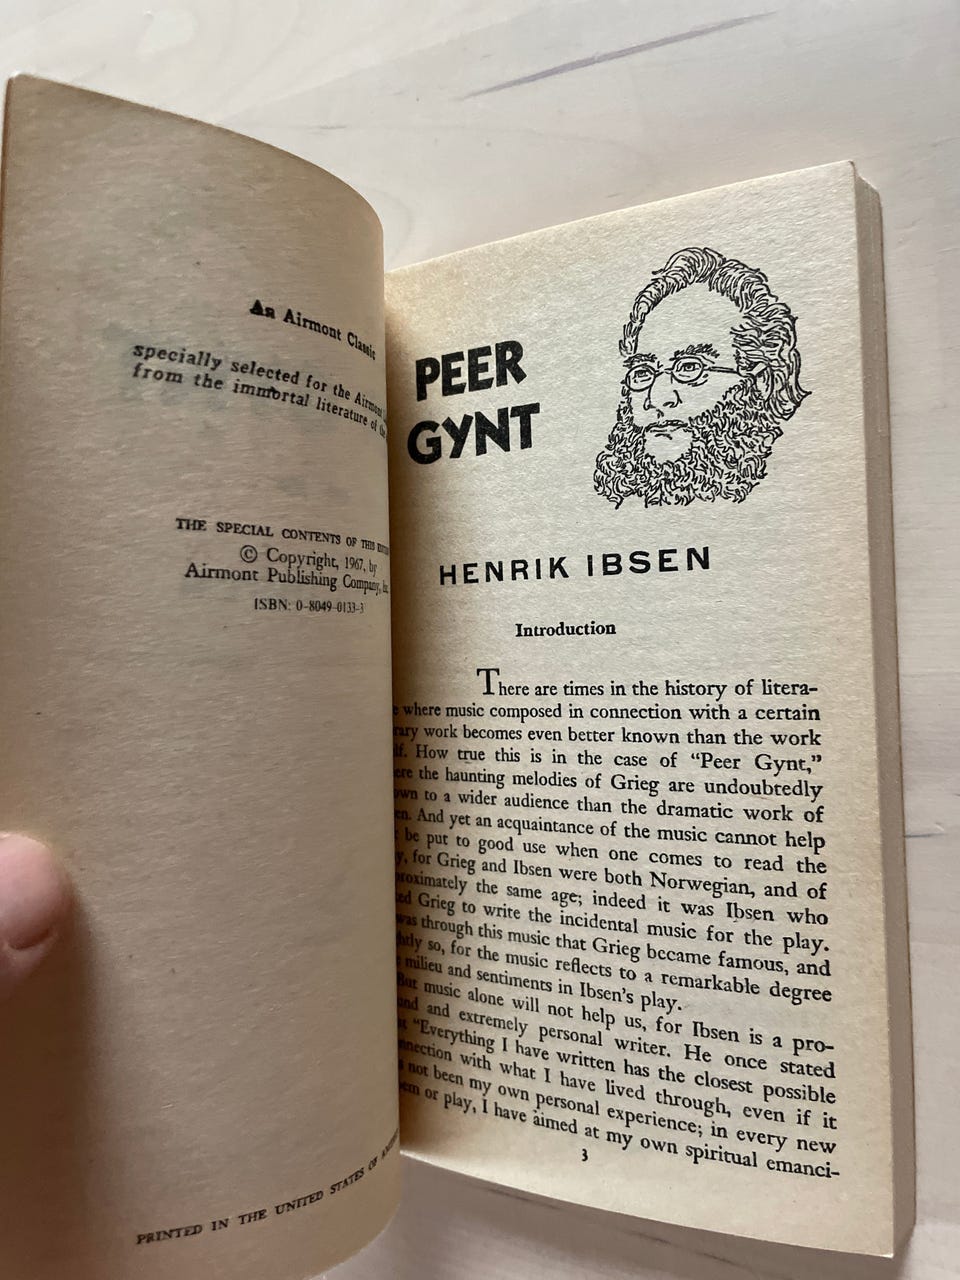 An Airmont Classic
specially selected for the Airmont
from the immortal literature of the
THE SPECIAL CONTENTS OF THIS EDITION
© Copyright, 1967, by
Airmont Publishing Company, Inc
ISBN: 0-8049-0133-3
PRINTED IN THE UNITED STATES OF
PEER
GYNT
HENRIK IBSEN
Introduction
There are times in the history of litera-
where music composed in connection with a certain
work becomes even better known than the work
How true this is in the case of “Peer Gynt,”
the haunting melodies of Grieg are undoubtedly
to a wider audience than the dramatic work of
And yet an acquaintance of the music cannot help
be put to good use when one comes to read the
for Grieg and Ibsen were both Norwegian, and of
the same age; indeed it was Ibsen who
Grieg to write the incidental music for the play.
was through this music that Grieg became famous, and
so, for the music reflects to a remarkable degree
milieu and sentiments in Ibsen’s play.
But music alone will not help us, for Ibsen is a pro-
and extremely personal writer. He once stated
“Everything I have written has the closest possible
with what I have lived through, even if it
not been my own personal experience; in every new
or play, I have aimed at my own spiritual emanci-
3